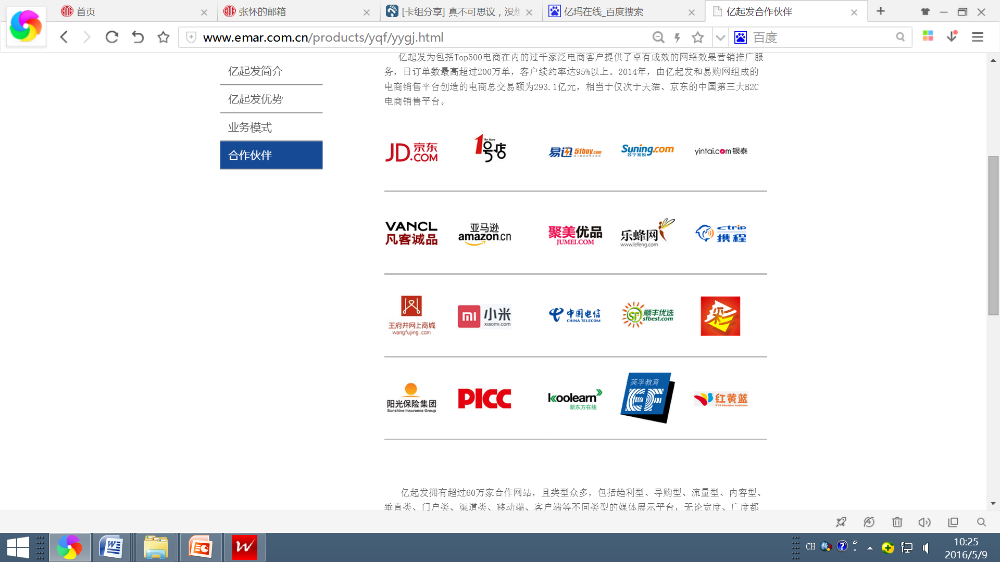 首页
张怀的邮箱
[卡组分享] 真不可思议，没想
亿玛在线_百度搜索
亿起发合作伙伴
www.emar.com.cn/products/yqf/yygj.html
百度
亿起发简介
亿起发优势
业务模式
合作伙伴
亿起发为包括Top500电商在内的过千家泛电商客户提供了卓有成效的网络效果营销推广服
务，日订单数最高超过200万单，客户续约率达95%以上。2014年，由亿起发和易购网组成的
电商销售平台创造的电商总交易额为293.1亿元，相当于仅次于天猫、京东的中国第三大B2C
电商销售平台。
JD.京东
.COM
The Store
1号店
易迅 51buy.com
Suning.com
苏宁易购
yintai.com 银泰
VANCL
凡客诚品
亚马逊
amazon.cn
聚美优品
JUMEI.COM
乐蜂网
www.lefeng.com
ctrip
携程
王府井网上商城
wangfujing.com
mi 小米
xiaomi.com
中国电信
CHINA TELECOM
SF 顺丰优选
sfbest.com
彩
阳光保险集团
Sunshine Insurance Group
PICC
koolearn
新东方在线
英孚教育
EF
红黄蓝
RYB Education Institution
亿起发拥有超过60万家合作网站，且类型众多，包括趋利型、导购型、流量型、内容型、
垂直类、门户类、渠道类、移动端、客户端等不同类型的媒体展示平台，无论宽度、广度都
CH
10:25
2016/5/9